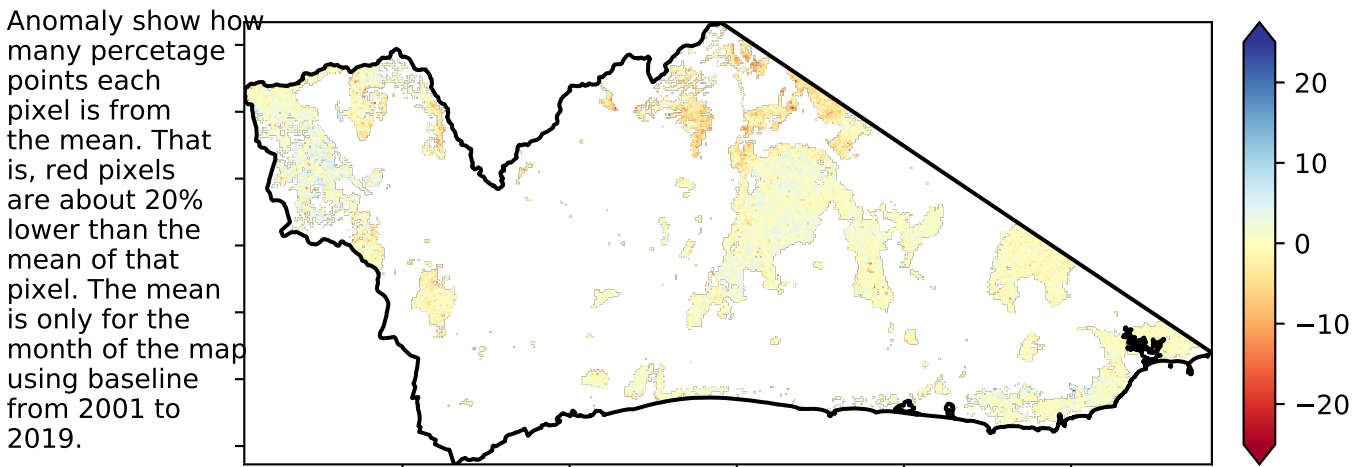 Anomaly show how
many percetage
points each
pixel is from
the mean. That
is, red pixels
are about 20%
lower than the
mean of that
pixel. The mean
is only for the
month of the map
using baseline
from 2001 to
2019.
20
10
0
−10
−20